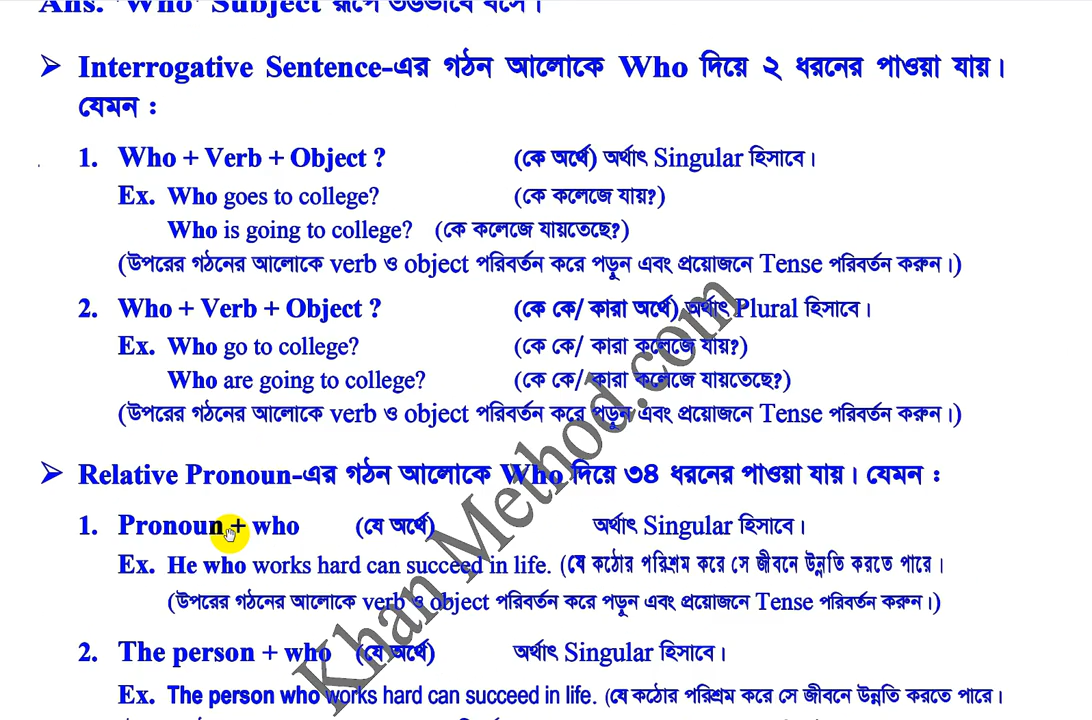 Ans. 'Who' Subject রূপে উভভাবে বসে।
➢ Interrogative Sentence-এর গঠন আলোকে Who দিয়ে ২ ধরনের পাওয়া যায়।
যেমন :
1. Who + Verb + Object ? (কে অর্থে) অর্থাৎ Singular হিসাবে।
Ex. Who goes to college? (কে কলেজে যায়?)
Who is going to college? (কে কলেজে যায়তেছে?)
(উপরের গঠনের আলোকে verb ও object পরিবর্তন করে পড়ুন এবং প্রয়োজনে Tense পরিবর্তন করুন।)
2. Who + Verb + Object ? (কে কে/ কারা অর্থে) অর্থাৎ Plural হিসাবে।
Ex. Who go to college? (কে কে/ কারা কলেজে যায়?)
Who are going to college? (কে কে/ কারা কলেজে যায়তেছে?)
(উপরের গঠনের আলোকে verb ও object পরিবর্তন করে পড়ুন এবং প্রয়োজনে Tense পরিবর্তন করুন।)
➢ Relative Pronoun-এর গঠন আলোকে Who দিয়ে ৩৪ ধরনের পাওয়া যায়। যেমন :
1. Pronoun + who (যে অর্থে) অর্থাৎ Singular হিসাবে।
Ex. He who works hard can succeed in life. (যে কঠোর পরিশ্রম করে সে জীবনে উন্নতি করতে পারে।
(উপরের গঠনের আলোকে verb ও object পরিবর্তন করে পড়ুন এবং প্রয়োজনে Tense পরিবর্তন করুন।)
2. The person + who (যে অর্থে) অর্থাৎ Singular হিসাবে।
Ex. The person who works hard can succeed in life. (যে কঠোর পরিশ্রম করে সে জীবনে উন্নতি করতে পারে।
Khan Method.com